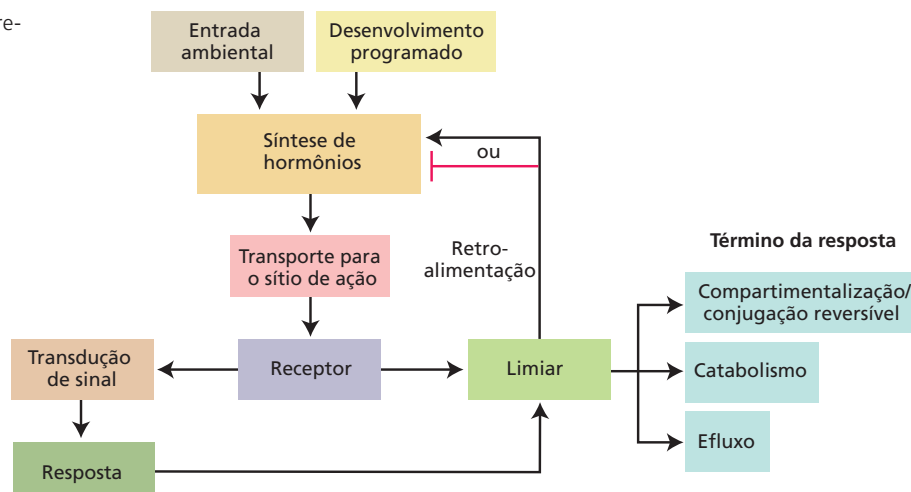 re-
Entrada
ambiental
Desenvolvimento
programado
Síntese de
hormônios
ou
Transporte para
o sítio de ação
Retro-
alimentação
Término da resposta
Compartimentalização/
conjugação reversível
Transdução
de sinal
Receptor
Limiar
Catabolismo
Resposta
Efluxo